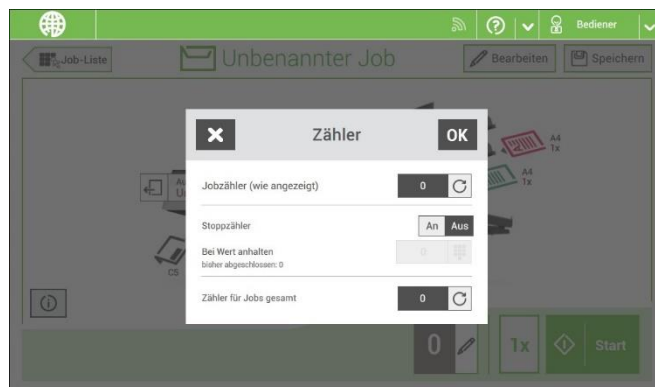 Bediener
Job-Liste
Unbenannter Job
Bearbeiten
Speichern
Zähler
OK
A4
1x
Jobzähler (wie angezeigt)
0
A4
1x
Stoppzähler
An
Aus
Bei Wert anhalten
0
bisher abgeschlossen: 0
CS
Zähler für Jobs gesamt
0
0
1x
Start